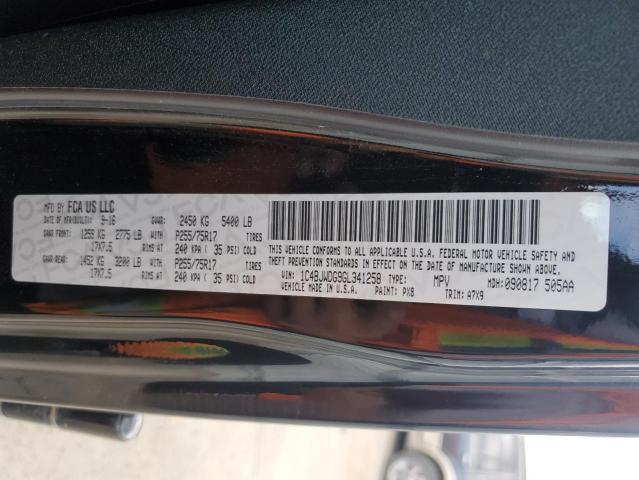 MFD BY FCA US LLC
DATE OF MFR(BUILT): 9-16 GVWR: 2450 KG 5400 LB
GAWR FRONT: 1259 KG 2775 LB WITH P255/75R17 TIRES
17X7.5 RIMS AT 240 KPA ( 35 PSI) COLD
GAWR REAR: 1452 KG 3200 LB WITH P255/75R17 TIRES
17X7.5 RIMS AT 240 KPA ( 35 PSI) COLD
THIS VEHICLE CONFORMS TO ALL APPLICABLE U.S.A. FEDERAL MOTOR VEHICLE SAFETY AND
THEFT PREVENTION STANDARDS IN EFFECT ON THE DATE OF MANUFACTURE SHOWN ABOVE.
VIN: 1C4BJWDG9GL341258 TYPE: MPV MDH: 090817 505AA
VEHICLE MADE IN U.S.A. PAINT: PX8 TRIM: A7X9